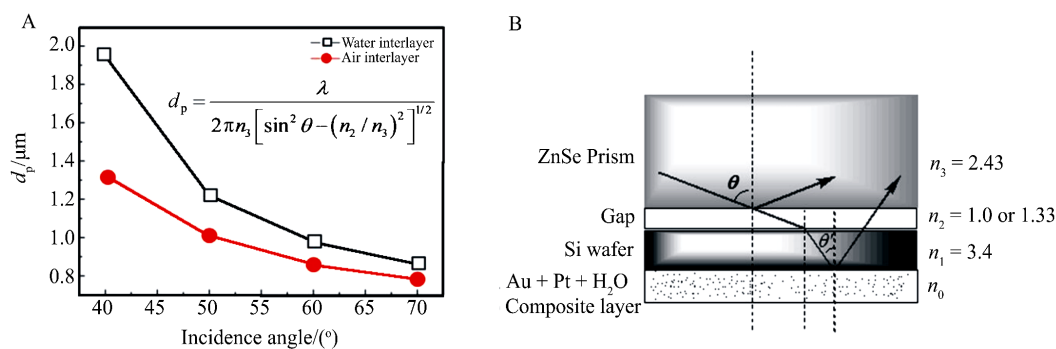 A
2.0
1.8
1.6
1.4
1.2
1.0
0.8
40 45 50 55 60 65 70
d_p/μm
Incidence angle/(°)
Water interlayer
Air interlayer
d_p = λ / 2πn_3[sin^2 θ−(n_2 / n_3)^2]^1/2
B
ZnSe Prism
n_3 = 2.43
θ
Gap
n_2 = 1.0 or 1.33
Si wafer
θ'
n_1 = 3.4
Au + Pt + H_2O
Composite layer
n_0